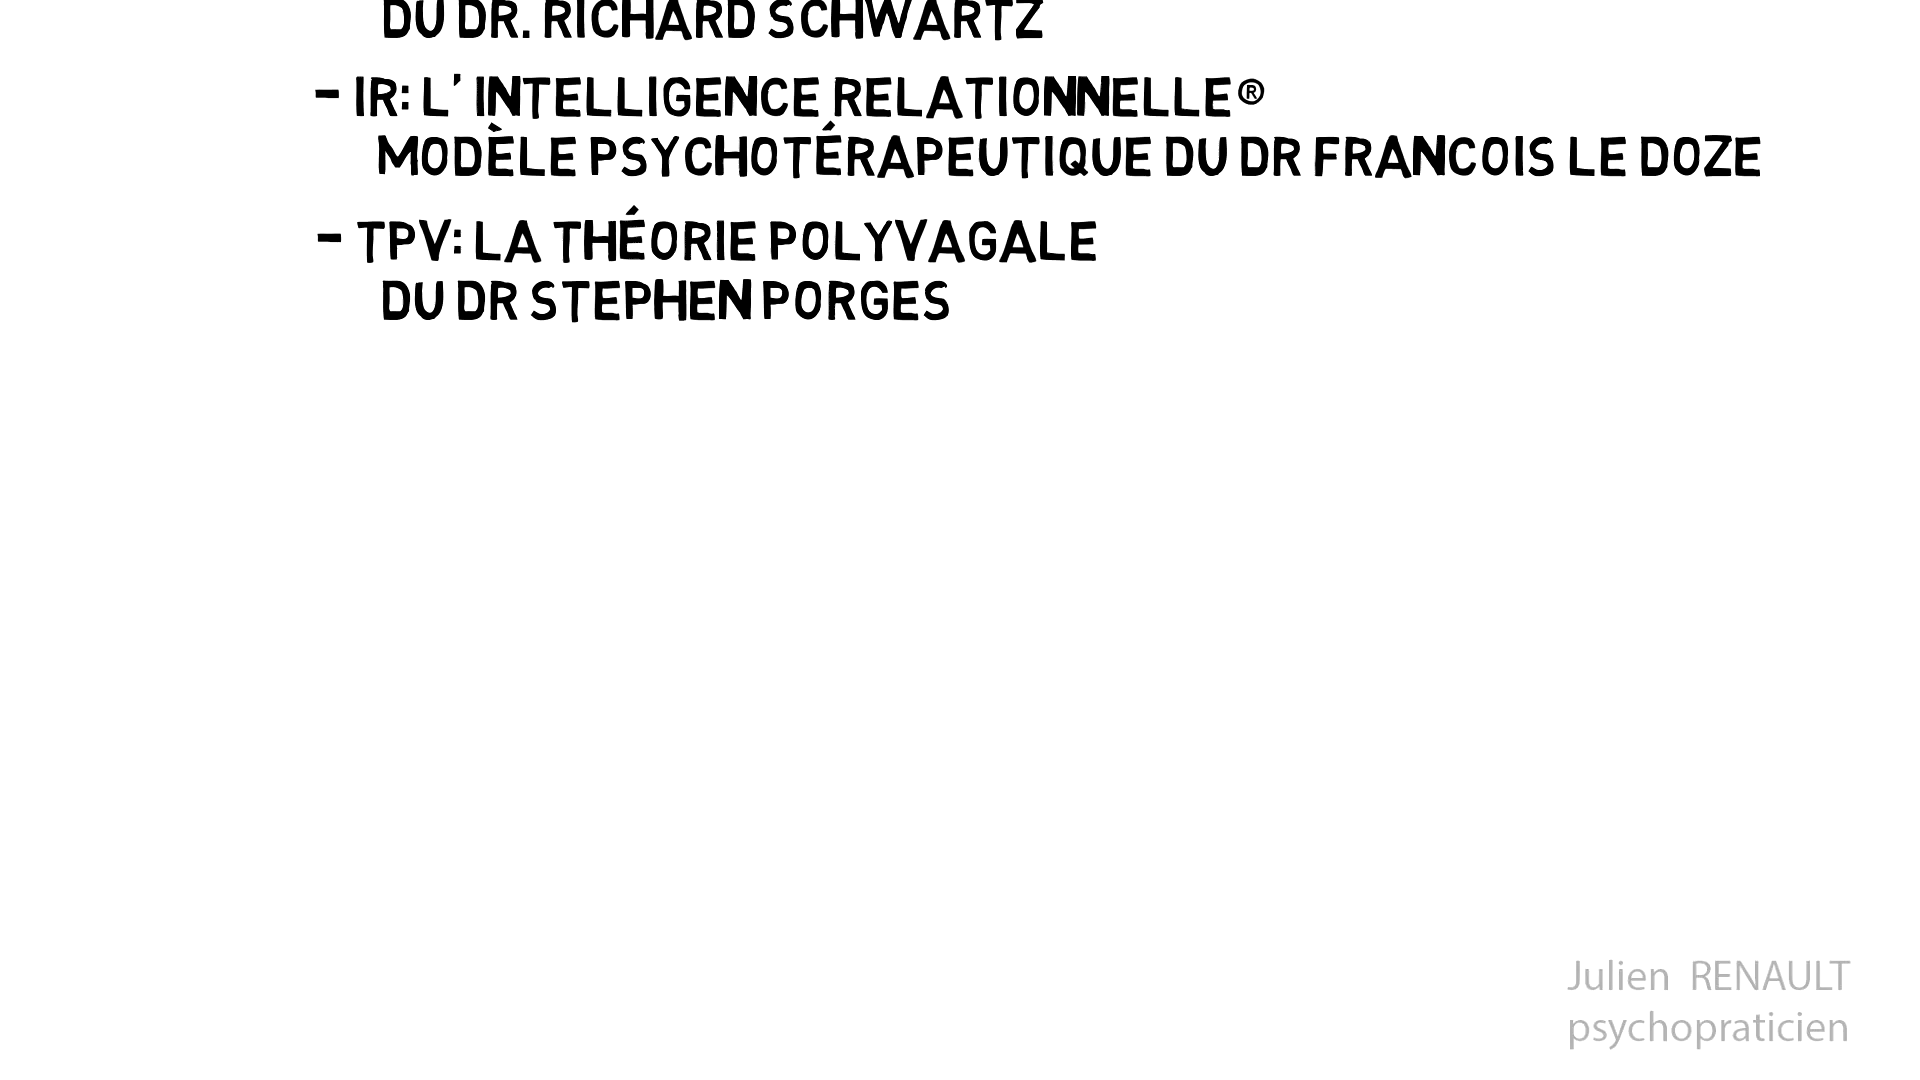 DU DR. RICHARD SCHWARTZ
- IR: L' INTELLIGENCE RELATIONNELLE®
MODÈLE PSYCHOTÉRAPEUTIQUE DU DR FRANCOIS LE DOZE
- TPV: LA THÉORIE POLYVAGALE
DU DR STEPHEN PORGES
Julien RENAULT
psychopraticien